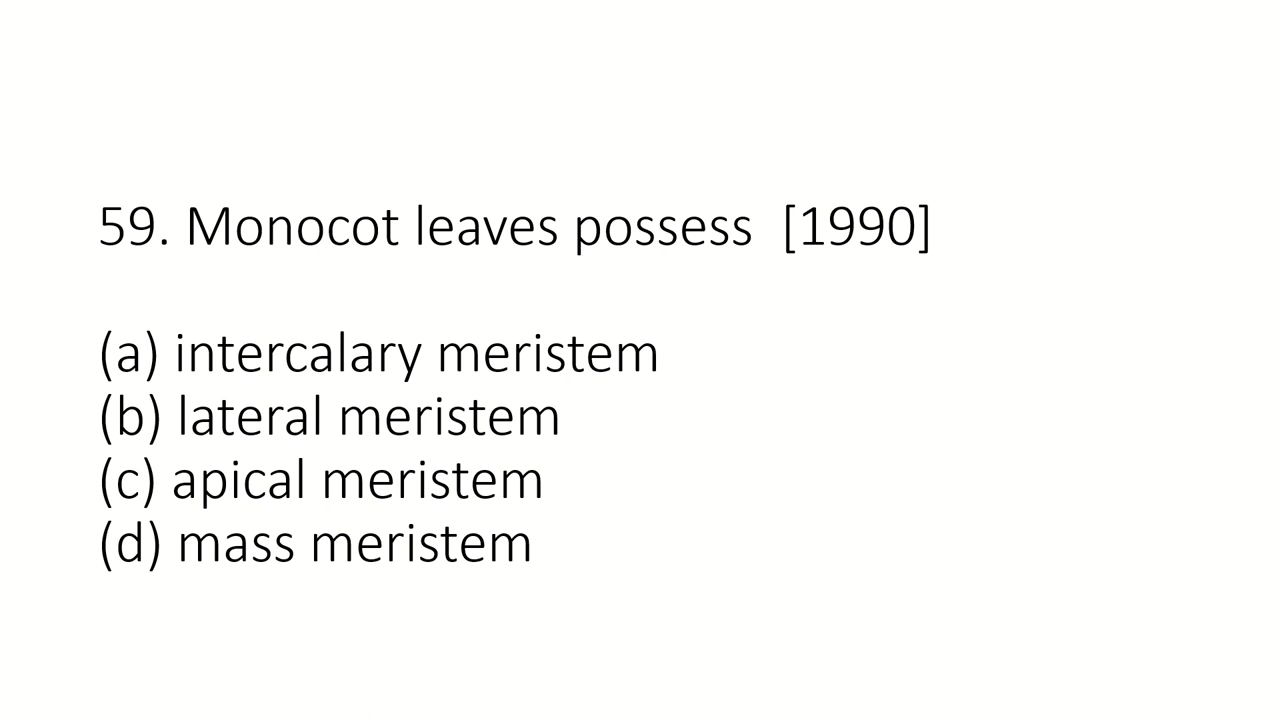 59. Monocot leaves possess  [1990]
(a) intercalary meristem
(b) lateral meristem
(c) apical meristem
(d) mass meristem